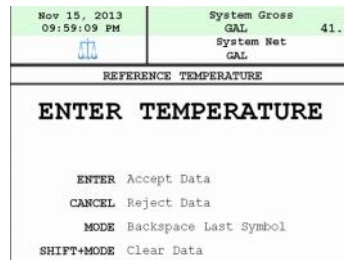 Nov 15, 2013
09:59:09 PM
System Gross
GAL 41.
System Net
GAL
REFERENCE TEMPERATURE
ENTER TEMPERATURE
ENTER Accept Data
CANCEL Reject Data
MODE Backspace Last Symbol
SHIFT+MODE Clear Data